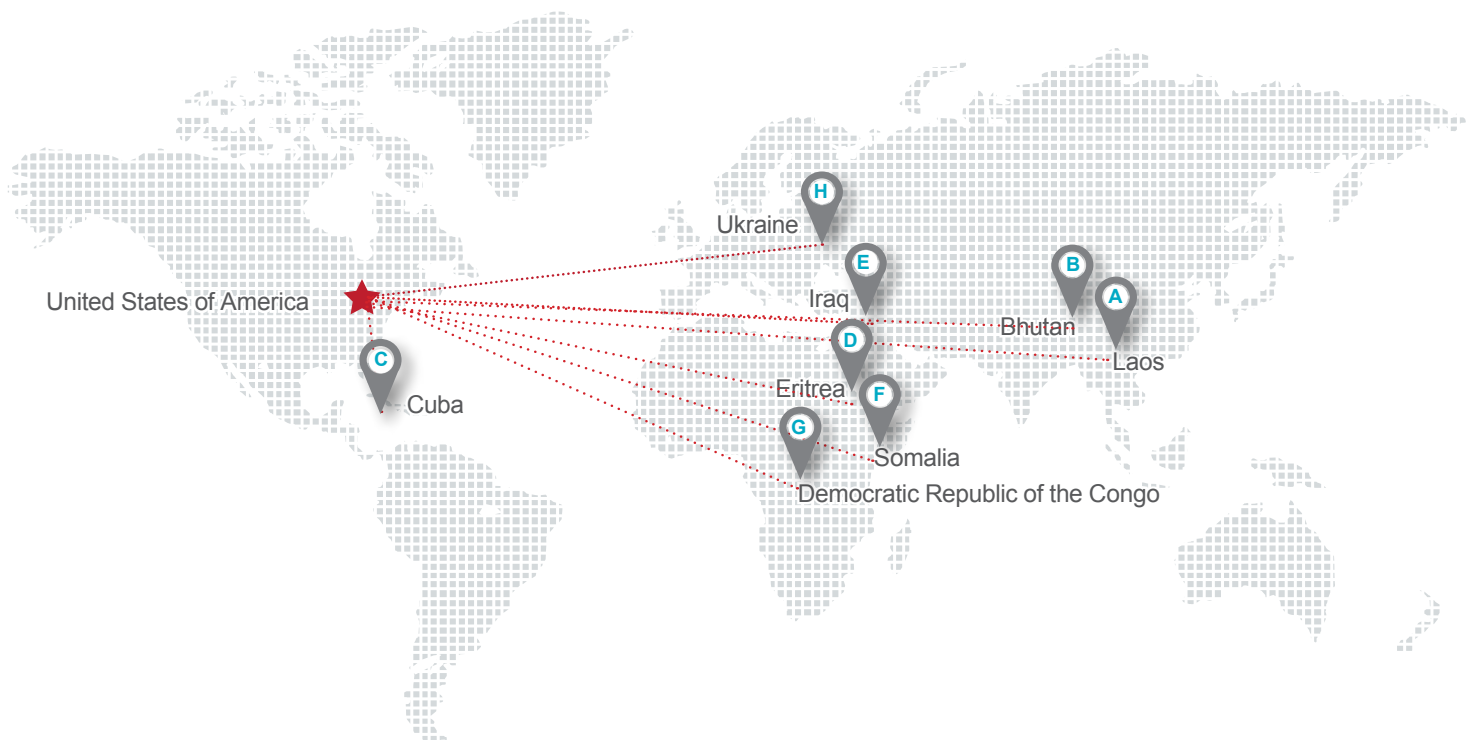 H
Ukraine
E
B
Iraq
A
United States of America
Bhutan
D
C
Laos
Eritrea
F
Cuba
G
Somalia
Democratic Republic of the Congo